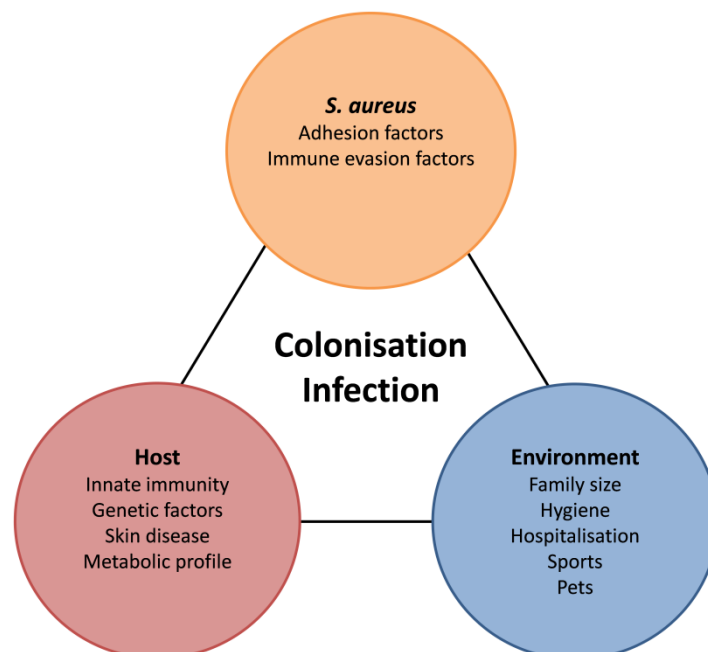 S. aureus
Adhesion factors
Immune evasion factors
Colonisation
Infection
Host
Innate immunity
Genetic factors
Skin disease
Metabolic profile
Environment
Family size
Hygiene
Hospitalisation
Sports
Pets